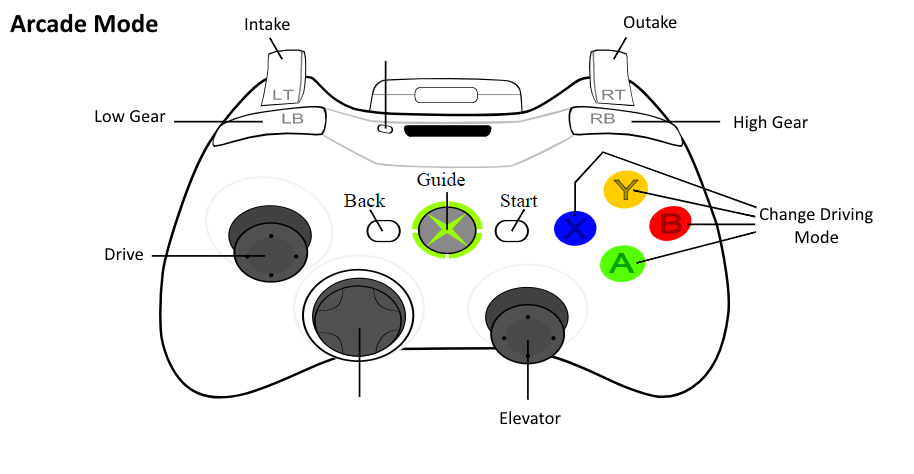 Arcade Mode
Intake
Outake
LT
RT
Low Gear
LB
RB
High Gear
Guide
Back
Start
Y
X
B
A
Change Driving
Mode
Drive
Elevator